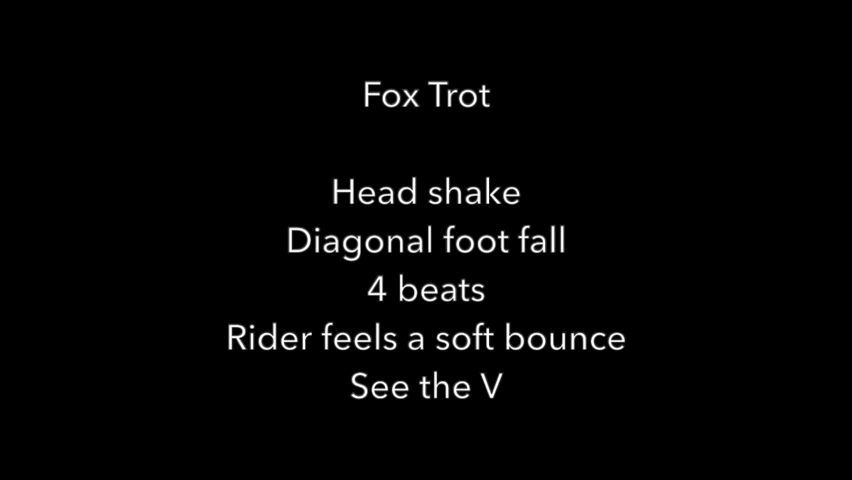 Fox Trot
Head shake
Diagonal foot fall
4 beats
Rider feels a soft bounce
See the V